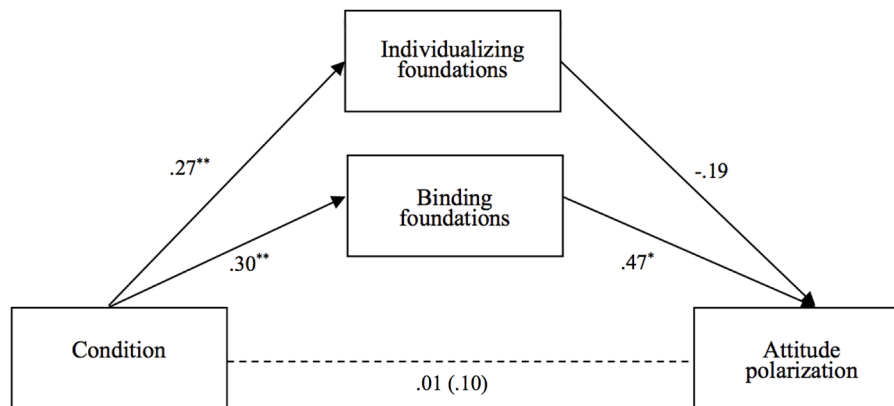 Individualizing
foundations
.27**
-.19
Binding
foundations
.30**
.47*
Condition
Attitude
polarization
.01 (.10)